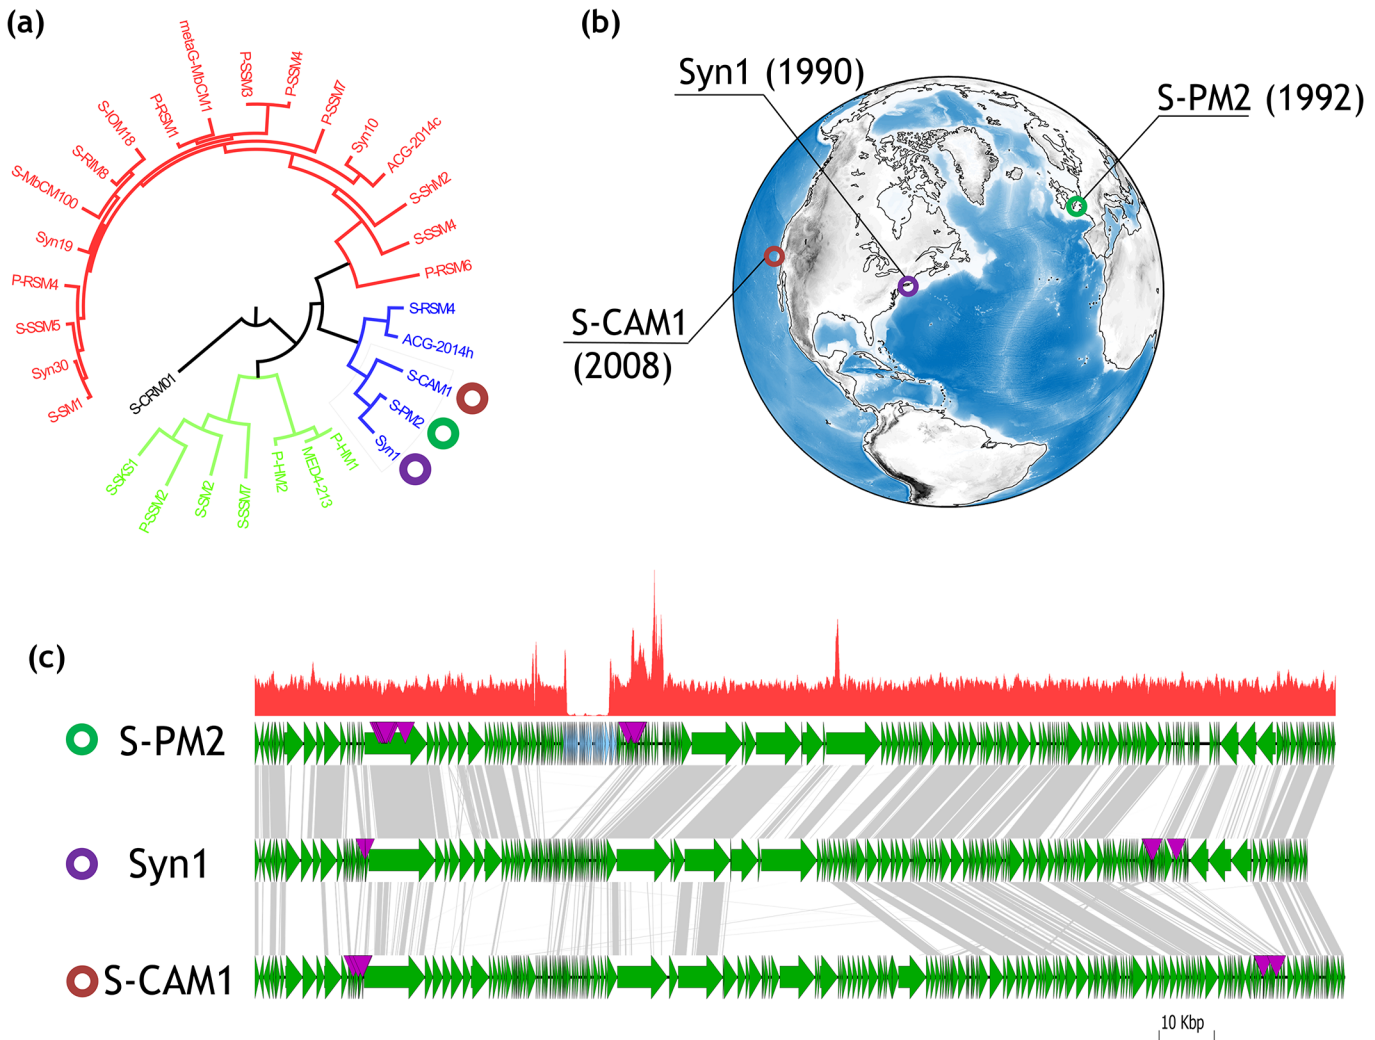 (a)
metaG-MbCM1
P-SSM3
P-SSM4
P-SSM7
P-RSM1
S-IOM18
Syn10
ACG-2014c
S-RIM8
S-MbCM100
S-ShM2
Syn19
S-SSM4
P-RSM4
P-RSM6
S-SSM5
S-RSM4
Syn30
ACG-2014h
S-SM1
S-CRM01
S-CAM1
S-PM2
Syn1
S-SKS1
P-SSM2
S-SM2
S-SSM7
P-HM2
MED4-213
P-HM1
(b)
Syn1 (1990)
S-PM2 (1992)
S-CAM1
(2008)
(c)
S-PM2
Syn1
S-CAM1
10 Kbp